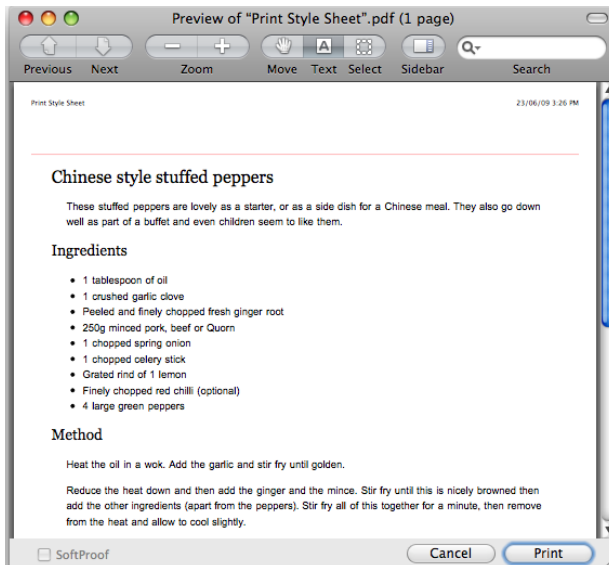 Preview of “Print Style Sheet”.pdf (1 page)
Previous Next Zoom Move Text Select Sidebar Search
Print Style Sheet 23/06/09 3:26 PM
Chinese style stuffed peppers
These stuffed peppers are lovely as a starter, or as a side dish for a Chinese meal. They also go down
well as part of a buffet and even children seem to like them.
Ingredients
• 1 tablespoon of oil
• 1 crushed garlic clove
• Peeled and finely chopped fresh ginger root
• 250g minced pork, beef or Quorn
• 1 chopped spring onion
• 1 chopped celery stick
• Grated rind of 1 lemon
• Finely chopped red chilli (optional)
• 4 large green peppers
Method
Heat the oil in a wok. Add the garlic and stir fry until golden.
Reduce the heat down and then add the ginger and the mince. Stir fry until this is nicely browned then
add the other ingredients (apart from the peppers). Stir fry all of this together for a minute, then remove
from the heat and allow to cool slightly.
SoftProof Cancel Print